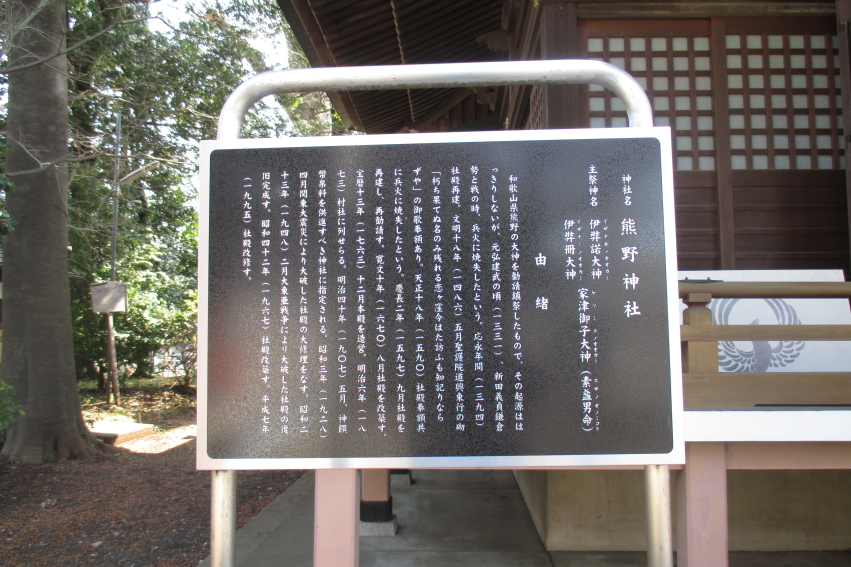 神社名 熊野神社
主祭神名 伊弉諾大神 家津御子大神(素盞男命)
伊弉冊大神
由緒
和歌山県熊野の大神を勧請鎮祭したもので、その起源はは
っきりしないが、元弘建武の頃(一三三一)、新田義貞鎌倉
勢と戦の時、兵火に焼失したという。応永年間(一三九四)
社殿再建、文明十八年(一四八六)五月聖護院道興東行の砌
「朽ち果てぬ名のみ残れる恋ヶ窪今はた訪ふも知記りなら
ずや」の御歌奉額あり、天正十八年(一五九〇)社殿奉額共
に兵火に焼失したという。慶長二年(一五九七)九月社殿を
再建し、再勧請す。寛文十年(一六七〇)八月社殿を改築す。
宝暦十三年(一七六三)十二月本殿を造営。明治六年(一八
七三)村社に列せらる。明治四十年(一九〇七)五月、神饌
幣帛料を供進すべき神社に指定される。昭和三年(一九二八)
四月関東大震災により大破した社殿の大修理をなす。昭和二
十三年(一九四八)二月大東亜戦争により大破した社殿の復
旧完成す。昭和四十二年(一九六七)社殿改築す。平成七年
(一九九五)社殿改修す。